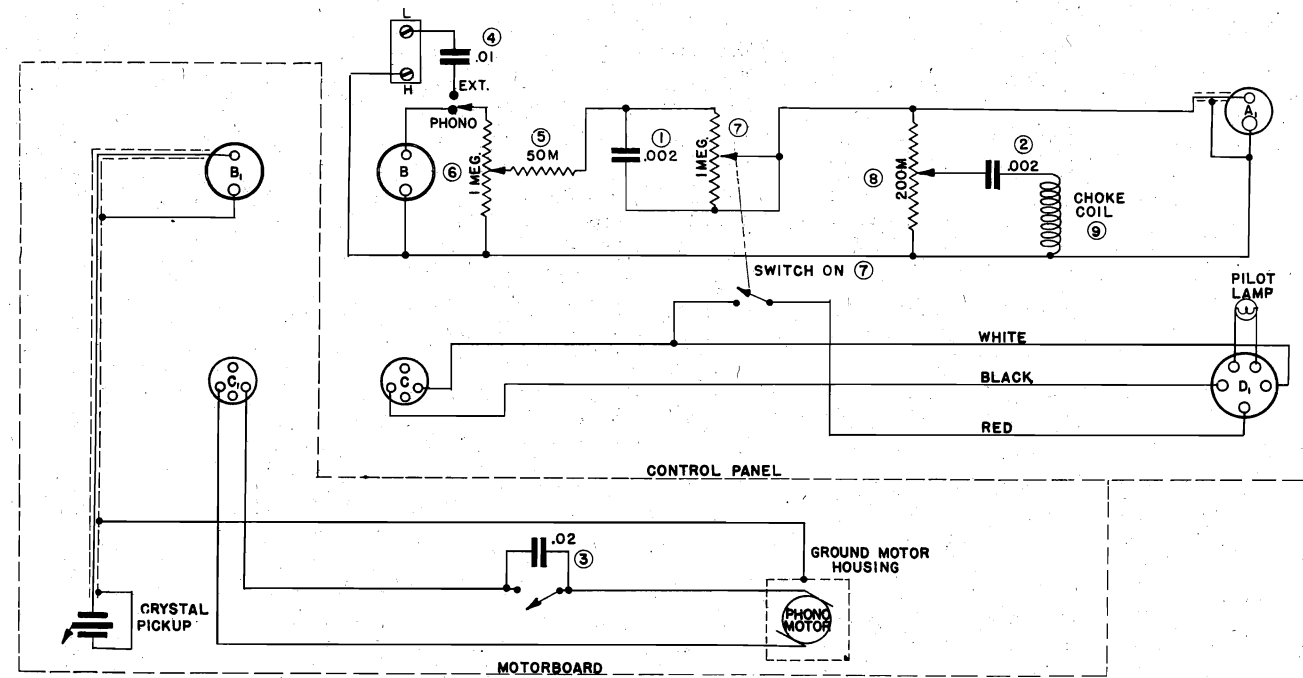 L
④
.01
H
EXT.
PHONO
A₁
B₁
B
⑥
1 MEG.
⑤
50M
①
.002
1 MEG.
⑦
⑧
200M
②
.002
CHOKE
COIL
⑨
SWITCH ON ⑦
PILOT
LAMP
WHITE
C₁
C
BLACK
D₁
RED
CONTROL PANEL
.02
③
GROUND MOTOR
HOUSING
CRYSTAL
PICKUP
PHONO
MOTOR
MOTORBOARD